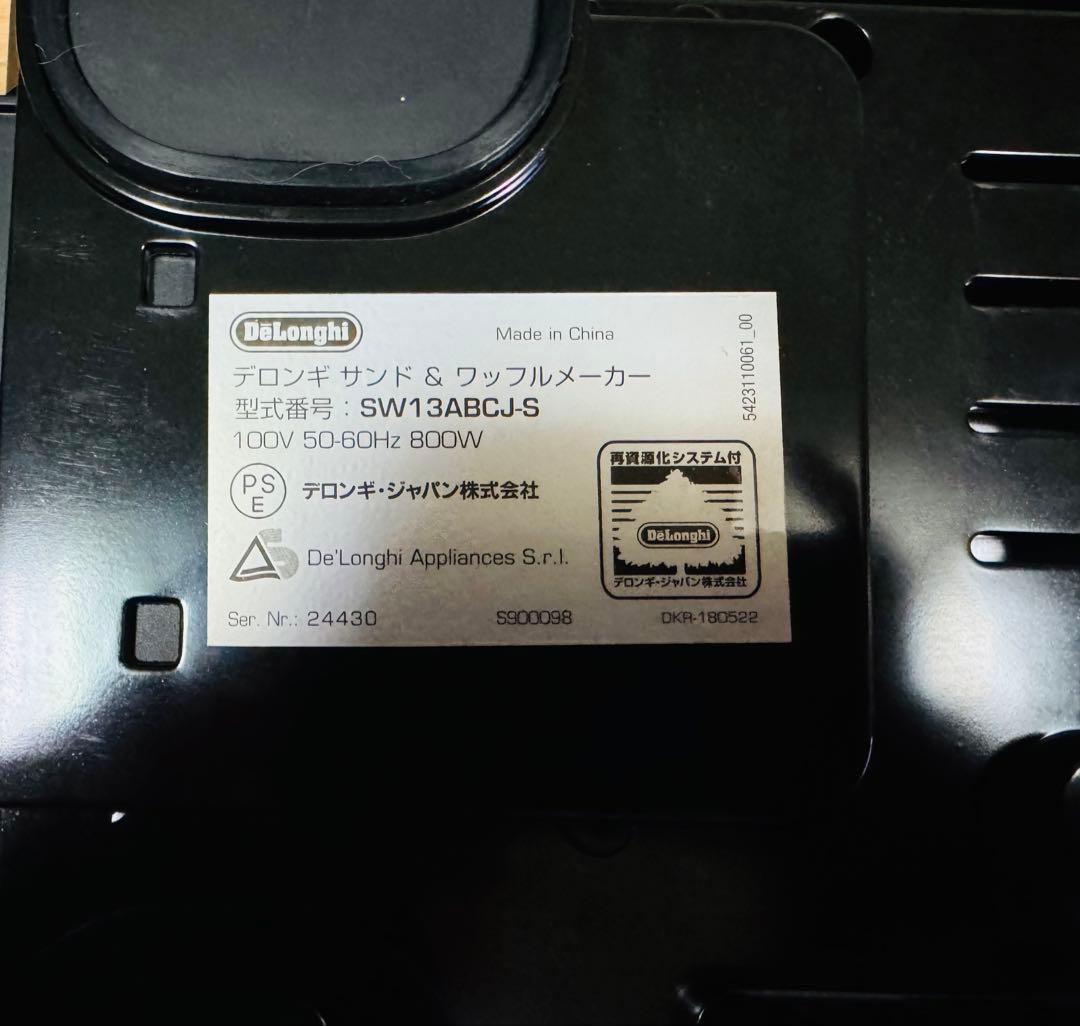 DeLonghi
Made in China
デロンギ サンド & ワッフルメーカー
型式番号 : SW13ABCJ-S
100V 50-60Hz 800W
PS
E
デロンギ・ジャパン株式会社
S
De'Longhi Appliances S.r.l.
Ser. Nr.: 24430
S900098
DKR-180522
5423110061_00
再資源化システム付
DeLonghi
デロンギ・ジャパン株式会社